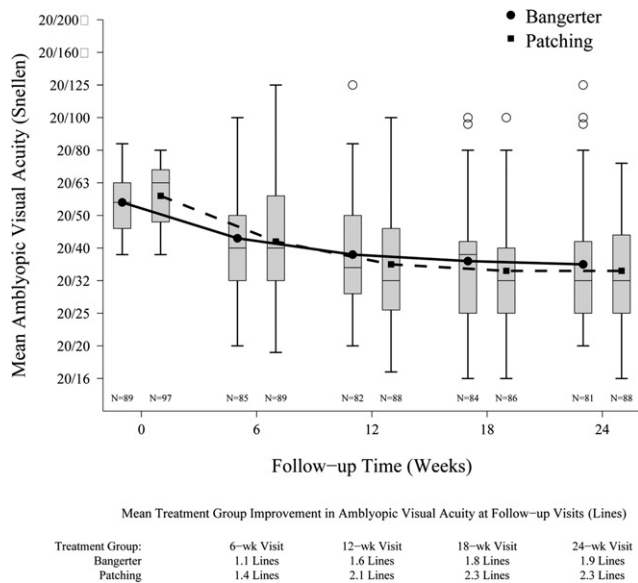 20/200□
20/160□
20/125
20/100
20/80
20/63
20/50
20/40
20/32
20/25
20/20
20/16
Mean Amblyopic Visual Acuity (Snellen)
Bangerter
Patching
N=89 N=97 N=85 N=89 N=82 N=88 N=84 N=86 N=81 N=88
0 6 12 18 24
Follow−up Time (Weeks)
Mean Treatment Group Improvement in Amblyopic Visual Acuity at Follow−up Visits (Lines)
Treatment Group: 6−wk Visit 12−wk Visit 18−wk Visit 24−wk Visit
Bangerter 1.1 Lines 1.6 Lines 1.8 Lines 1.9 Lines
Patching 1.4 Lines 2.1 Lines 2.3 Lines 2.3 Lines